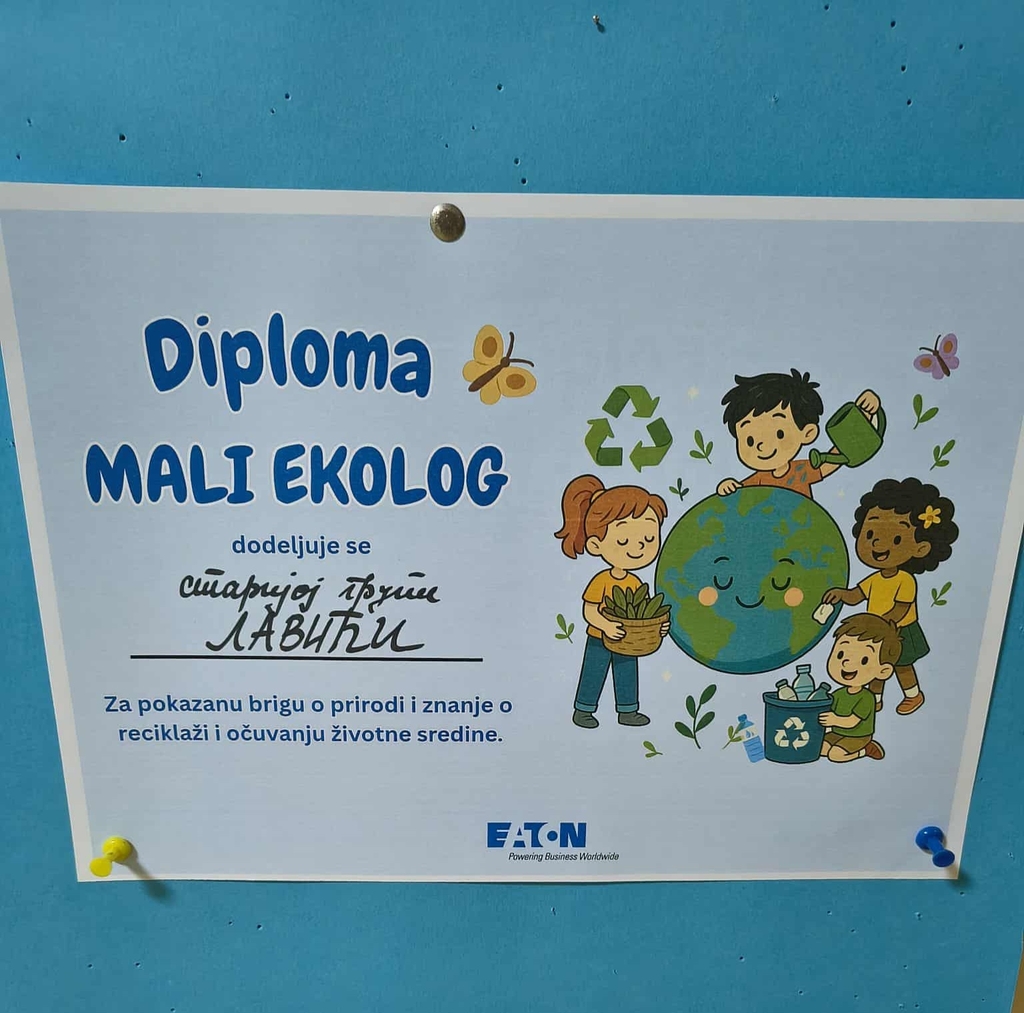 Diploma
MALI EKOLOG
dodeljuje se
старијој групи
ЛАВИЋИ
Za pokazanu brigu o prirodi i znanje o
reciklaži i očuvanju životne sredine.
EATON
Powering Business Worldwide